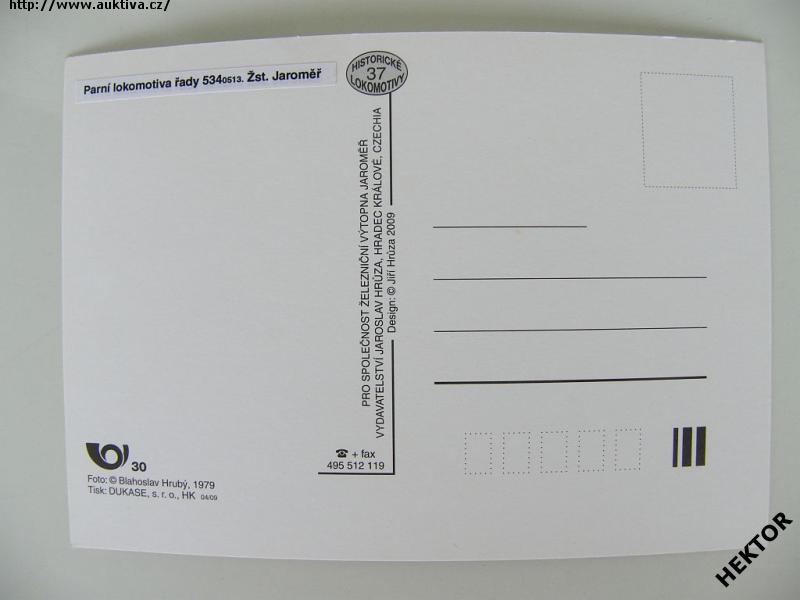 http://www.auktiva.cz/
Parní lokomotiva řady 5340513. Žst. Jaroměř
HISTORICKÉ
37
LOKOMOTIVY
PRO SPOLEČNOST ŽELEZNIČNÍ VÝTOPNA JAROMĚŘ
VYDAVATELSTVÍ JAROSLAV HRŮZA, HRADEC KRÁLOVÉ, CZECHIA
Design: © Jiří Hrůza 2009
☎ + fax
495 512 119
30
Foto: © Blahoslav Hrubý, 1979
Tisk: DUKASE, s. r. o., HK 04/09
HEKTOR